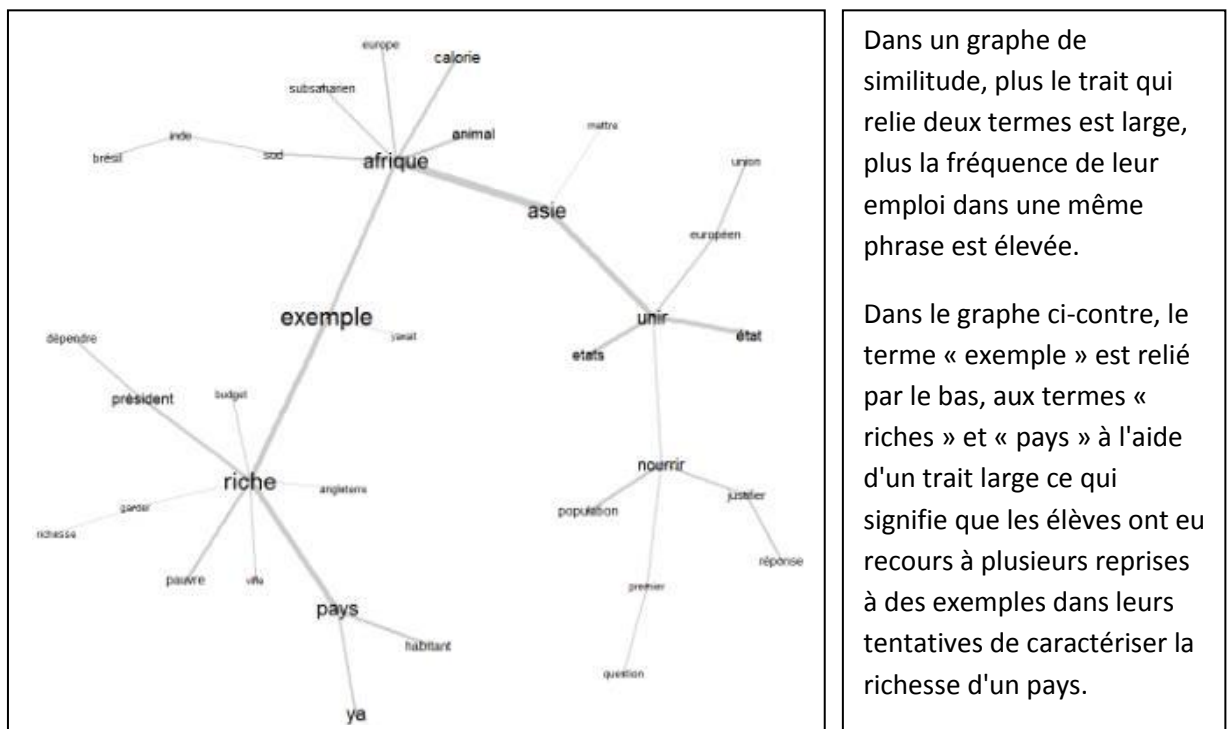 europe
calorie
subsaharien
animal
mettre
inde
brésil
sud
afrique
union
asie
européen
exemple
yavait
unir
état
etats
dépendre
budget
président
riche
angleterre
nourrir
garder
population
justifier
richesse
pauvre
ville
réponse
pays
premier
habitant
question
ya
Dans un graphe de
similitude, plus le trait qui
relie deux termes est large,
plus la fréquence de leur
emploi dans une même
phrase est élevée.
Dans le graphe ci-contre, le
terme « exemple » est relié
par le bas, aux termes «
riches » et « pays » à l'aide
d'un trait large ce qui
signifie que les élèves ont eu
recours à plusieurs reprises
à des exemples dans leurs
tentatives de caractériser la
richesse d'un pays.